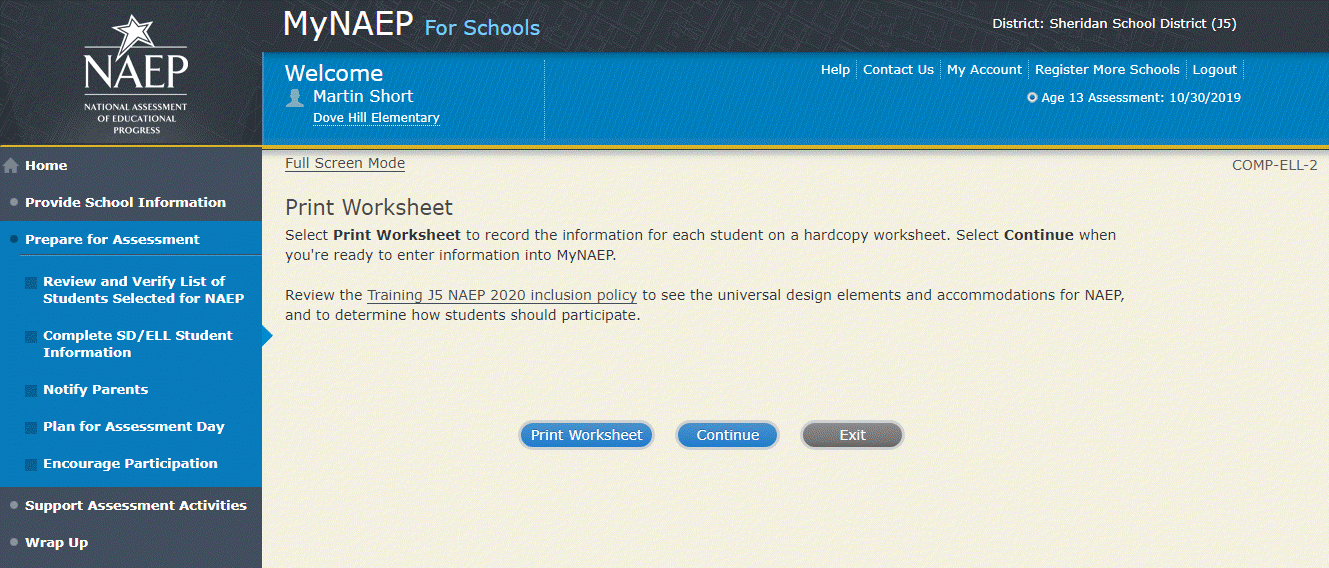 NAEP
NATIONAL ASSESSMENT
OF EDUCATIONAL
PROGRESS
MyNAEP For Schools
District: Sheridan School District (J5)
Welcome
Martin Short
Dove Hill Elementary
Help
Contact Us
My Account
Register More Schools
Logout
Age 13 Assessment: 10/30/2019
Home
Provide School Information
Prepare for Assessment
Review and Verify List of
Students Selected for NAEP
Complete SD/ELL Student
Information
Notify Parents
Plan for Assessment Day
Encourage Participation
Support Assessment Activities
Wrap Up
Full Screen Mode
COMP-ELL-2
Print Worksheet
Select Print Worksheet to record the information for each student on a hardcopy worksheet. Select Continue when
you're ready to enter information into MyNAEP.
Review the Training J5 NAEP 2020 inclusion policy to see the universal design elements and accommodations for NAEP,
and to determine how students should participate.
Print Worksheet
Continue
Exit